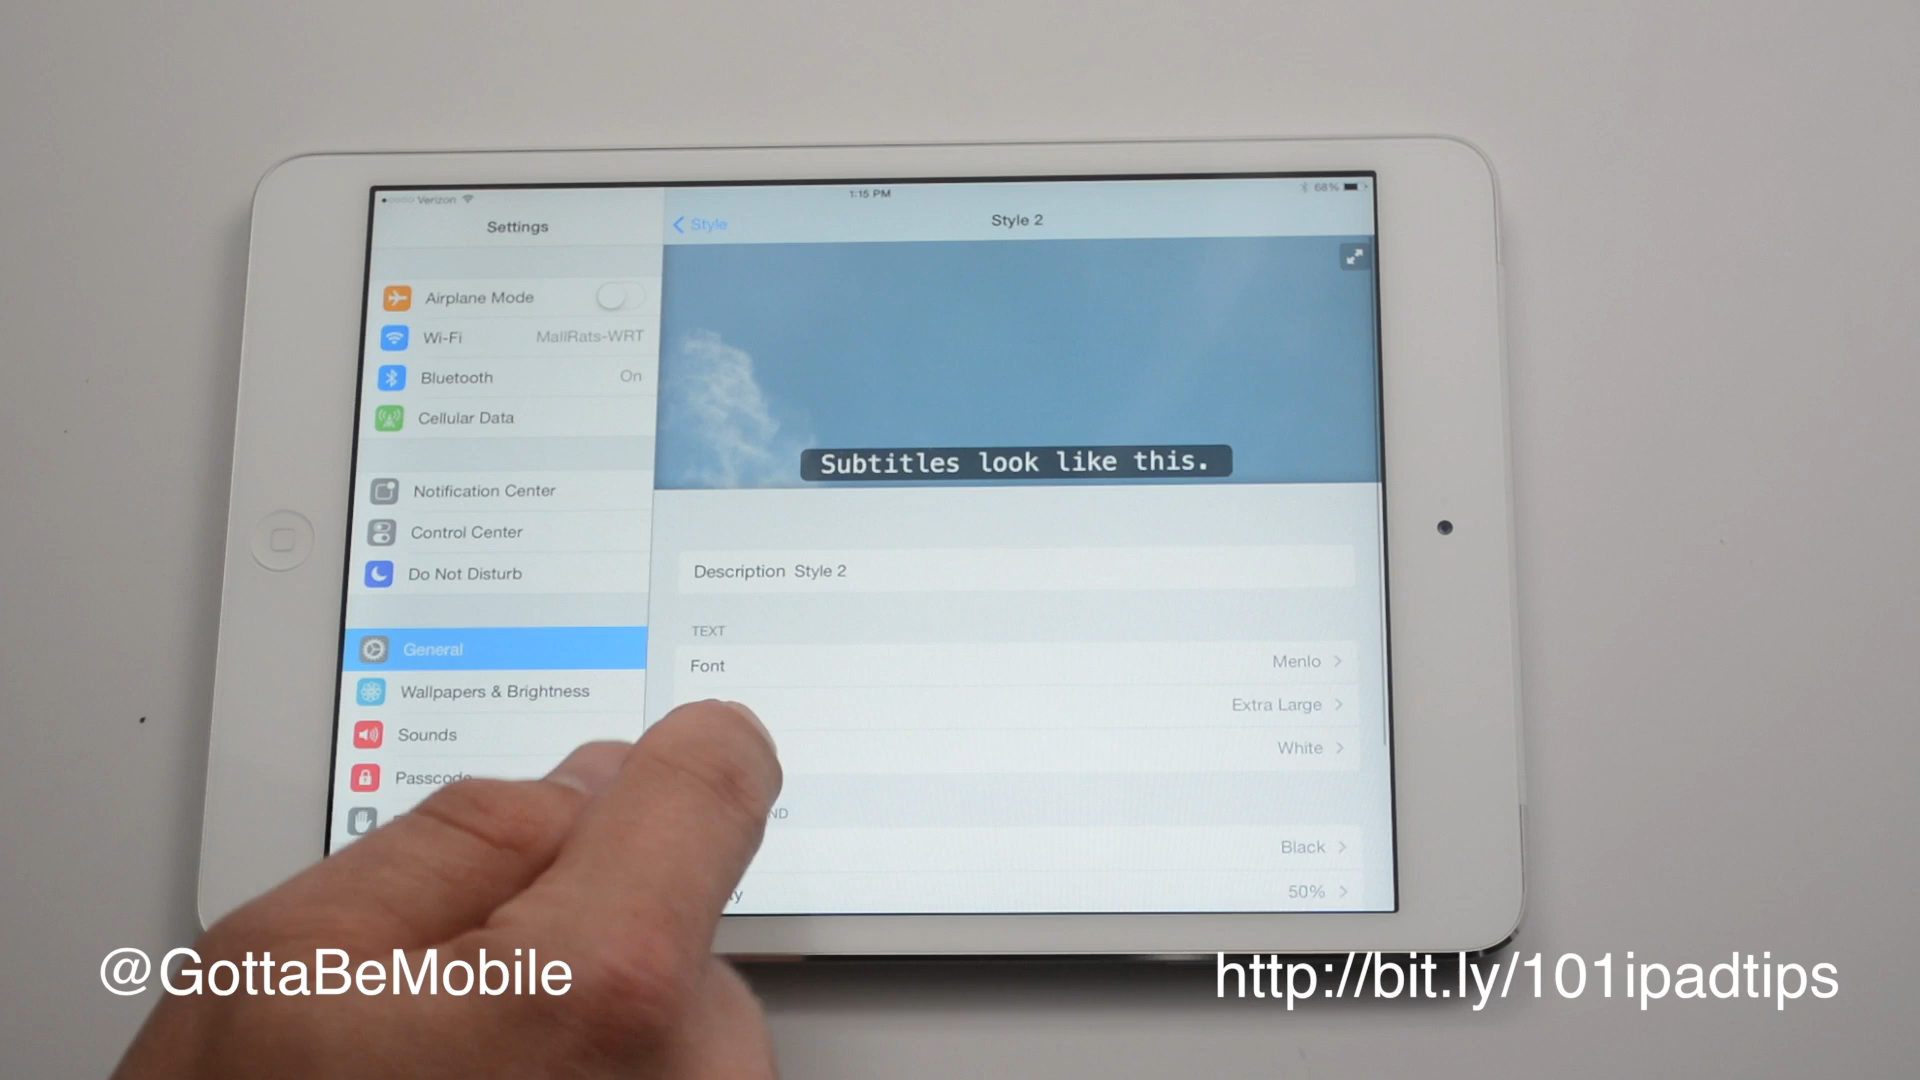 Verizon
1:15 PM
68%
Settings
Style
Style 2
Airplane Mode
Wi-Fi MallRats-WRT
Bluetooth On
Cellular Data
Subtitles look like this.
Notification Center
Control Center
Do Not Disturb
Description Style 2
TEXT
General
Font Menlo
Wallpapers & Brightness
Extra Large
Sounds
White
Passcode
ND
Black
50%
@GottaBeMobile
http://bit.ly/101ipadtips